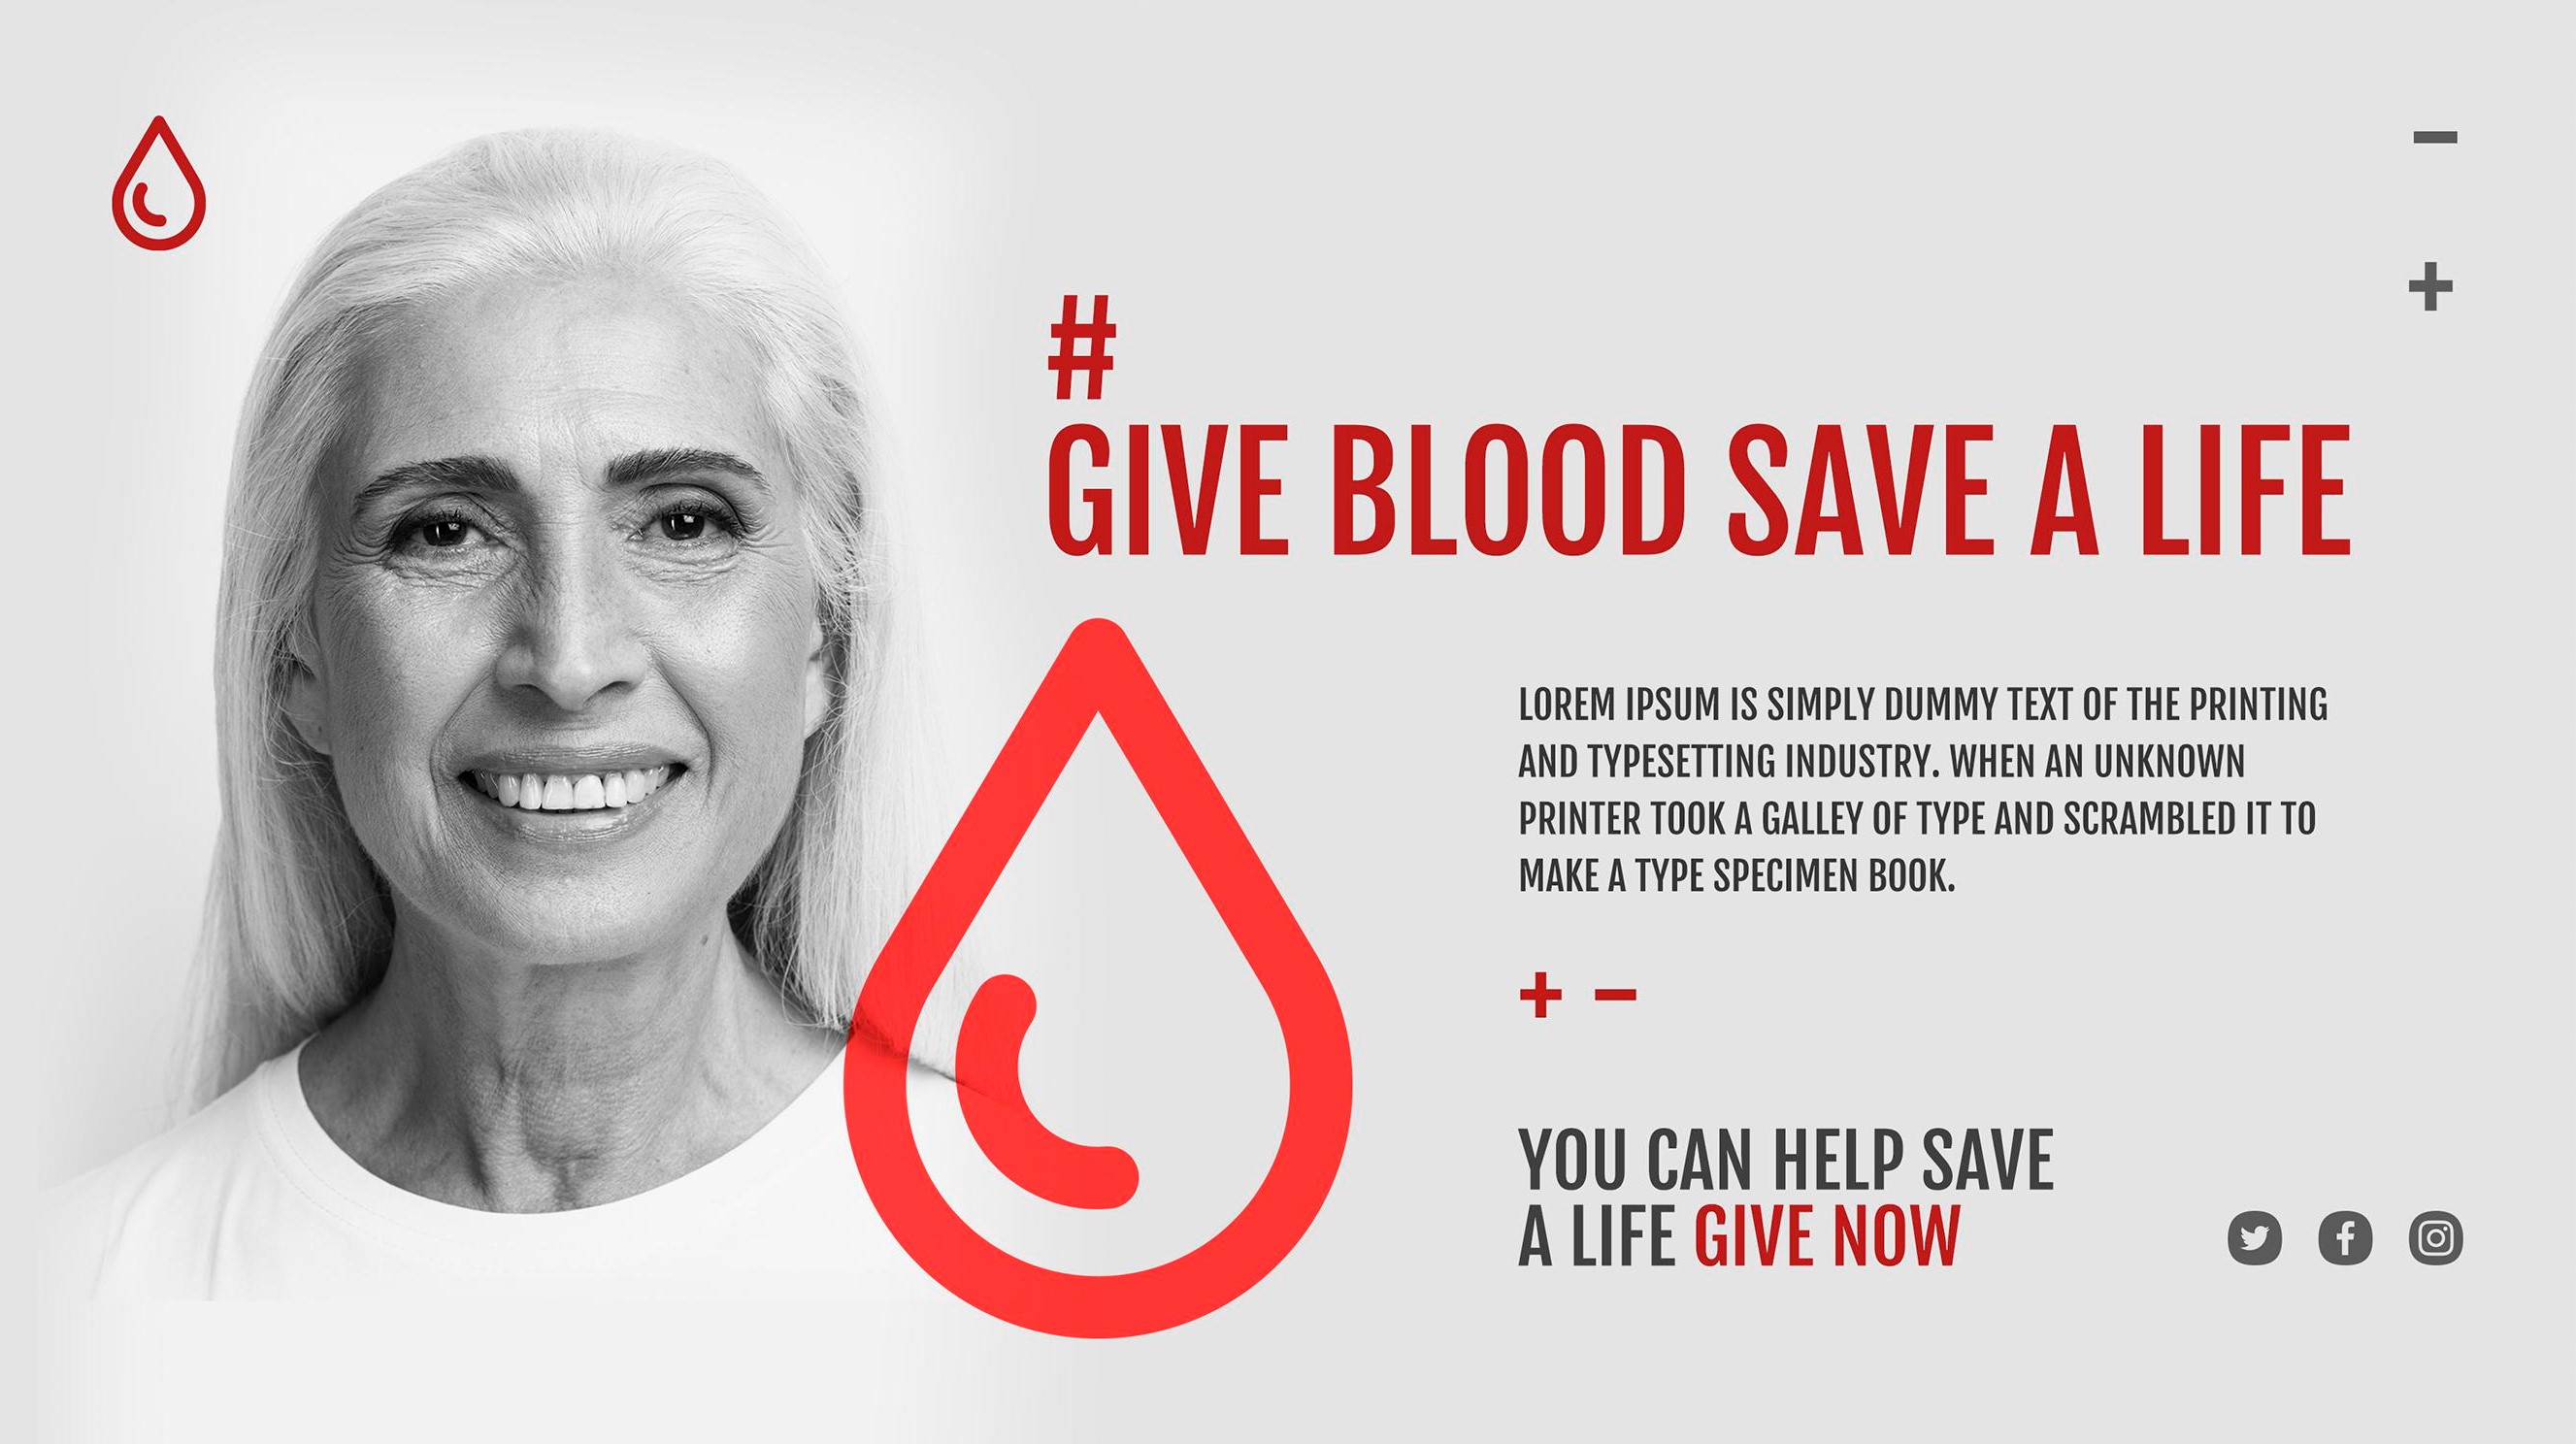 #
GIVE BLOOD SAVE A LIFE
LOREM IPSUM IS SIMPLY DUMMY TEXT OF THE PRINTING
AND TYPESETTING INDUSTRY. WHEN AN UNKNOWN
PRINTER TOOK A GALLEY OF TYPE AND SCRAMBLED IT TO
MAKE A TYPE SPECIMEN BOOK.
+ −
YOU CAN HELP SAVE
A LIFE GIVE NOW